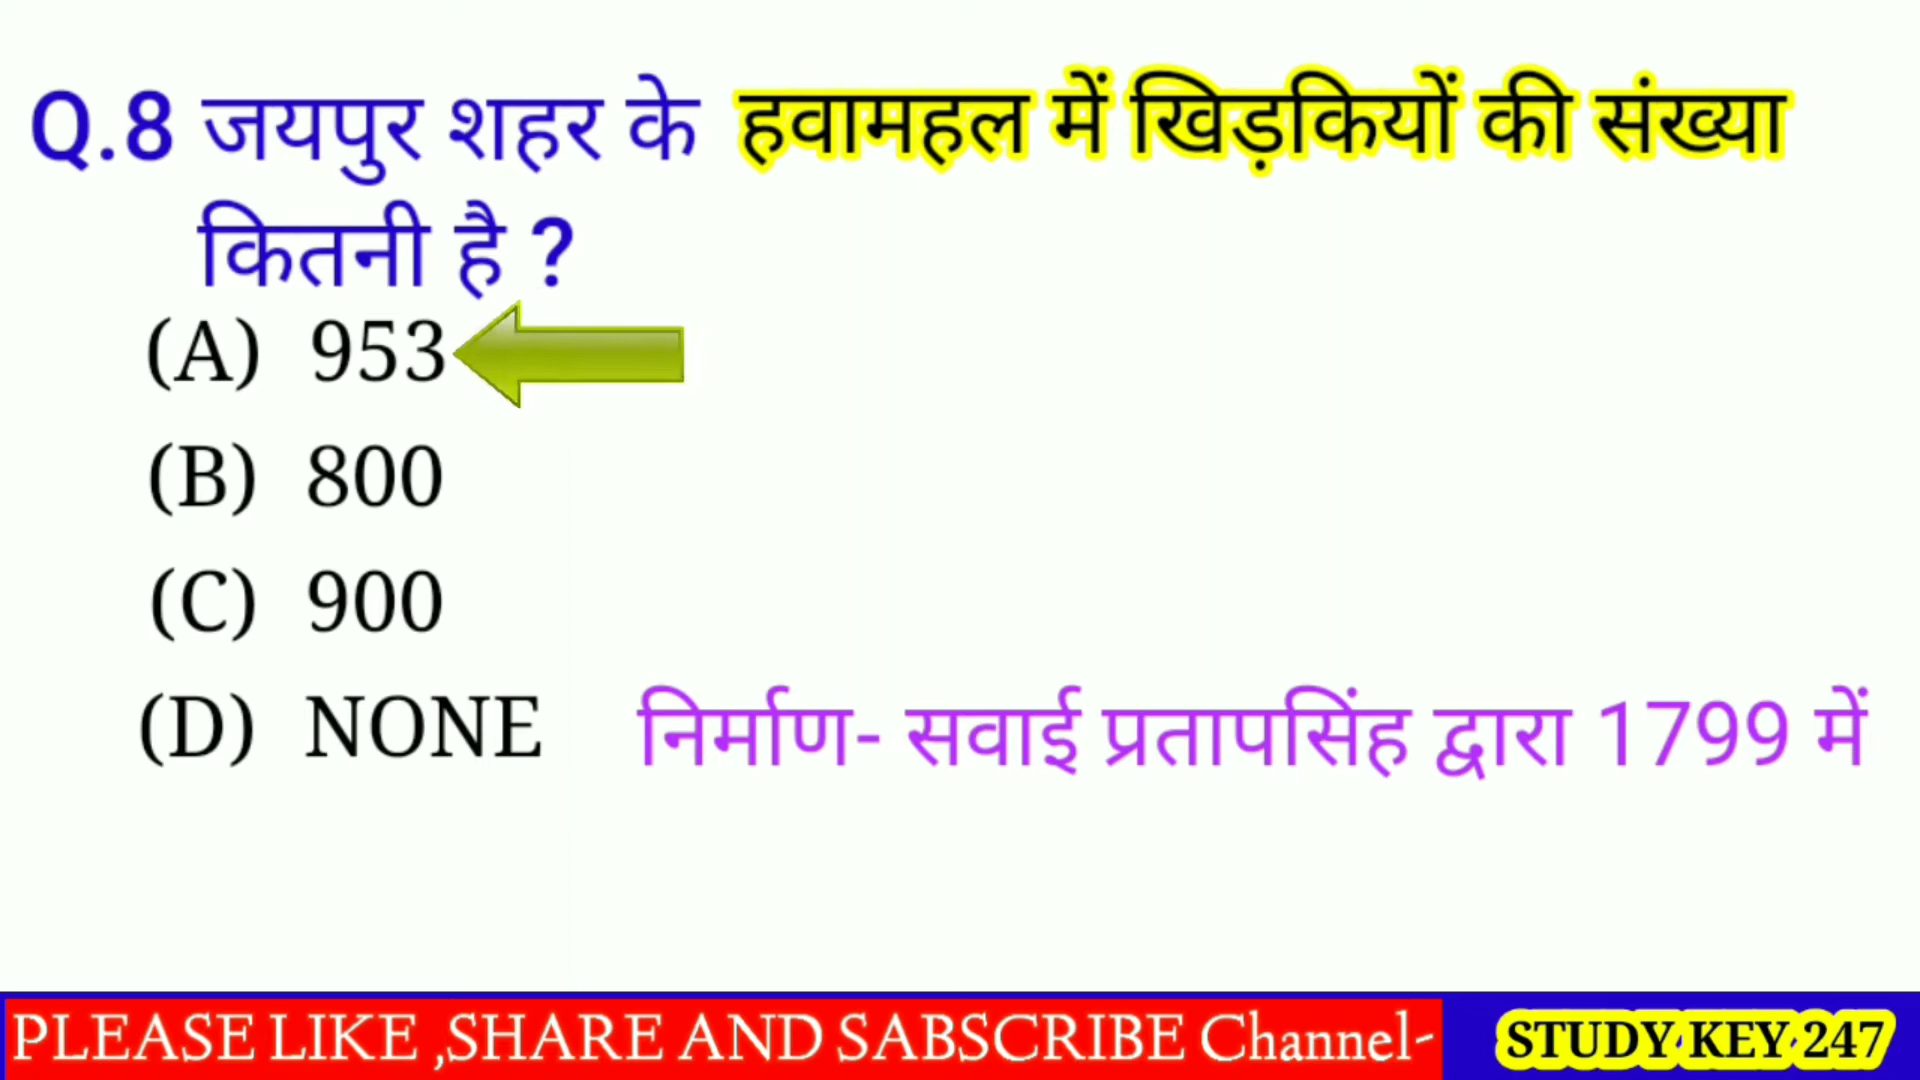 Q.8 जयपुर शहर के हवामहल में खिड़कियों की संख्या
कितनी है ?
(A) 953
(B) 800
(C) 900
(D) NONE
निर्माण- सवाई प्रतापसिंह द्वारा 1799 में
PLEASE LIKE ,SHARE AND SABSCRIBE Channel-
STUDY KEY 247